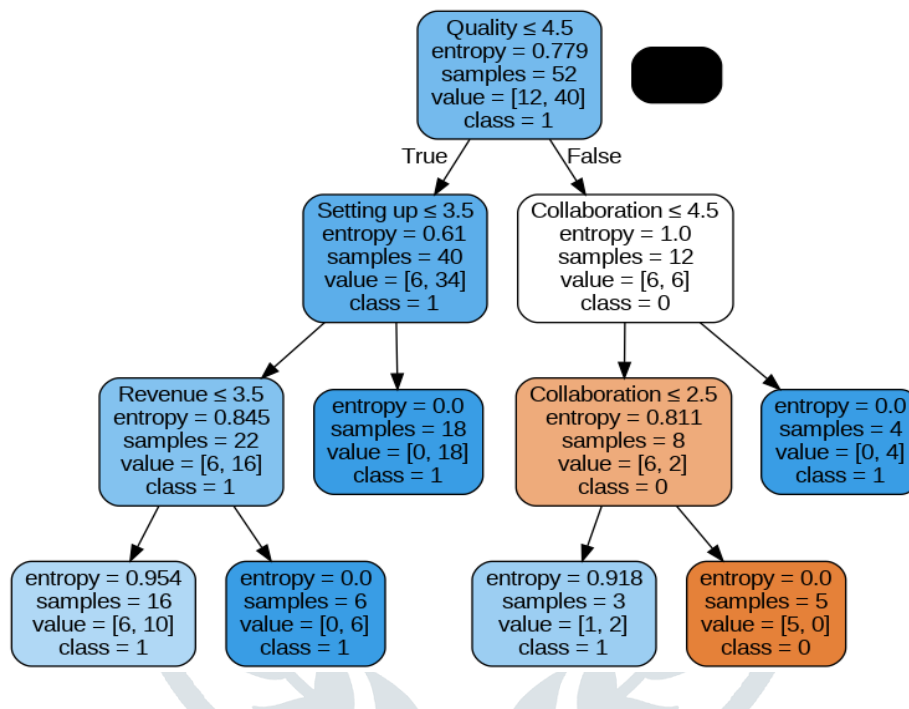 Quality ≤ 4.5
entropy = 0.779
samples = 52
value = [12, 40]
class = 1
True
False
Setting up ≤ 3.5
entropy = 0.61
samples = 40
value = [6, 34]
class = 1
Collaboration ≤ 4.5
entropy = 1.0
samples = 12
value = [6, 6]
class = 0
Revenue ≤ 3.5
entropy = 0.845
samples = 22
value = [6, 16]
class = 1
entropy = 0.0
samples = 18
value = [0, 18]
class = 1
Collaboration ≤ 2.5
entropy = 0.811
samples = 8
value = [6, 2]
class = 0
entropy = 0.0
samples = 4
value = [0, 4]
class = 1
entropy = 0.954
samples = 16
value = [6, 10]
class = 1
entropy = 0.0
samples = 6
value = [0, 6]
class = 1
entropy = 0.918
samples = 3
value = [1, 2]
class = 1
entropy = 0.0
samples = 5
value = [5, 0]
class = 0